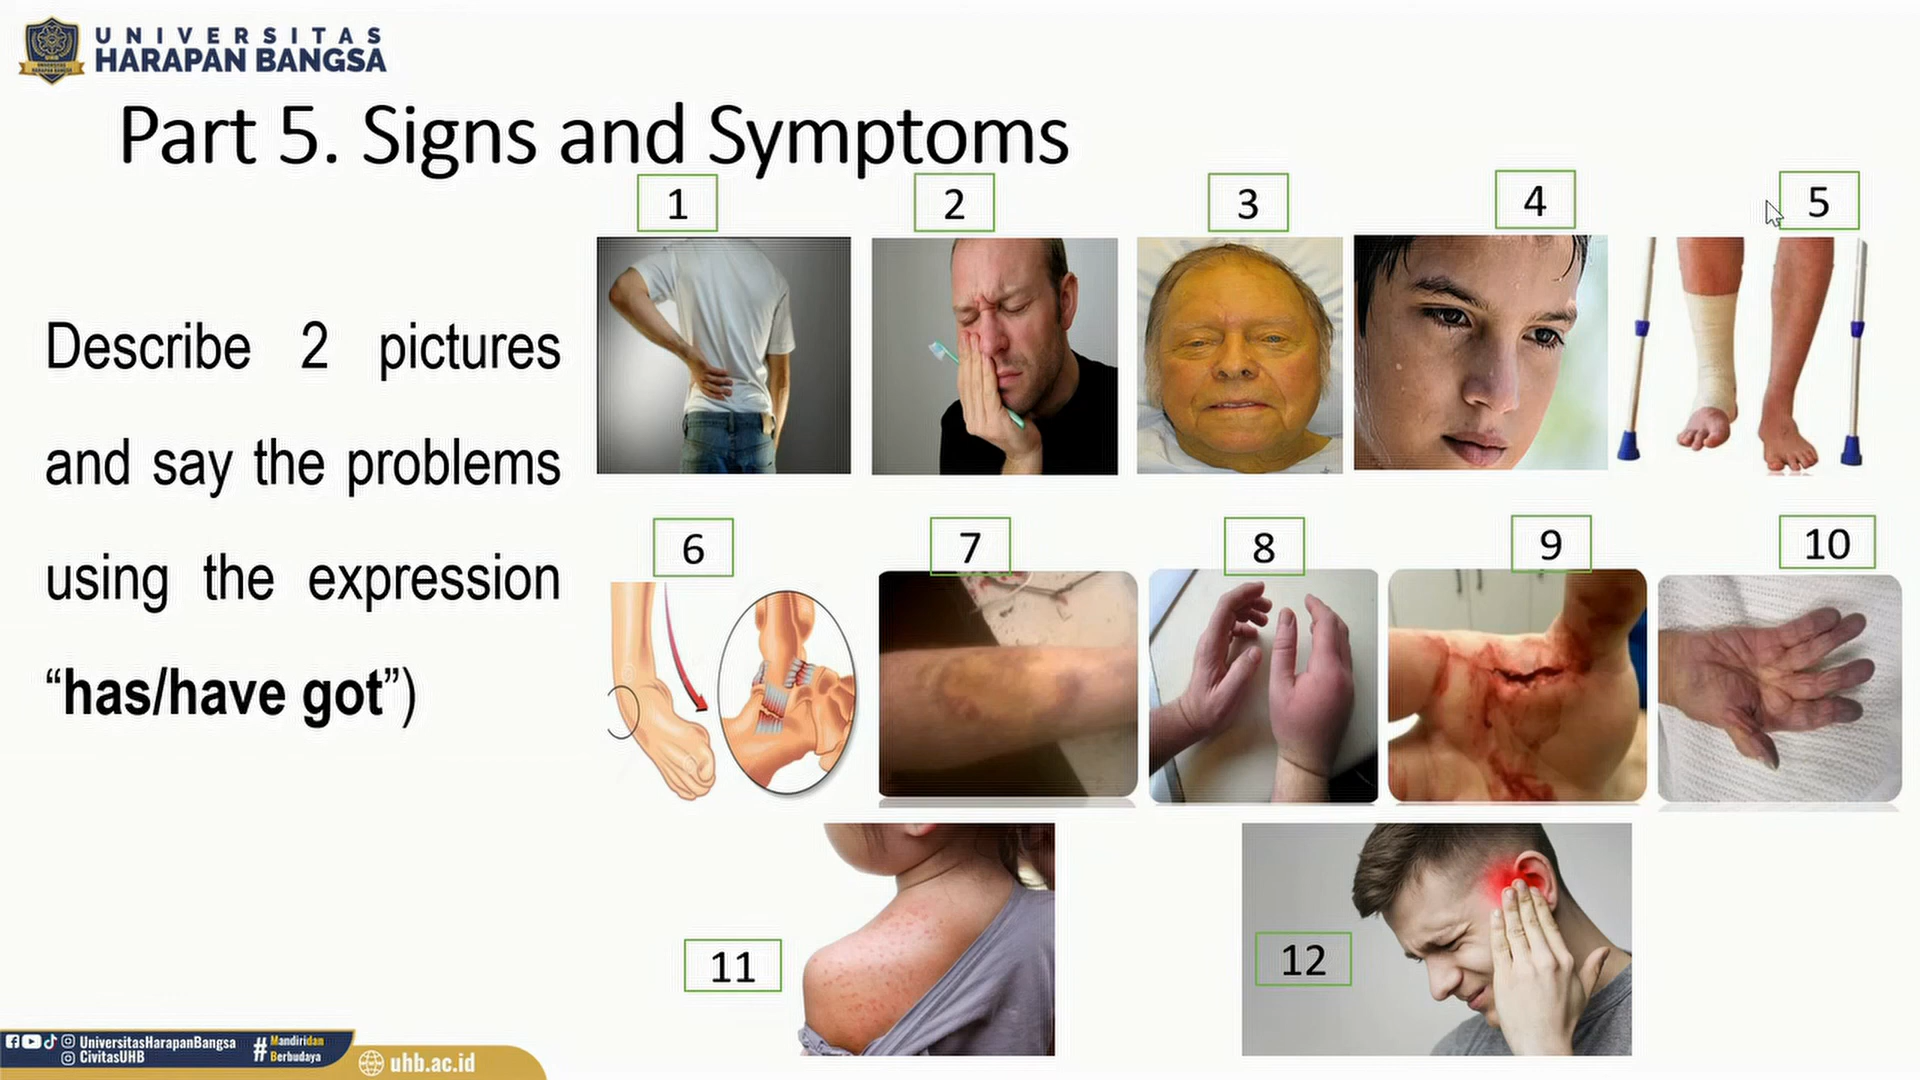 UNIVERSITAS
HARAPAN BANGSA
Part 5. Signs and Symptoms
1
2
3
4
5
Describe 2 pictures
and say the problems
using the expression
“has/have got”)
6
7
8
9
10
11
12
UniversitasHarapanBangsa
CivitasUHB
# Mandiridan
Berbudaya
uhb.ac.id